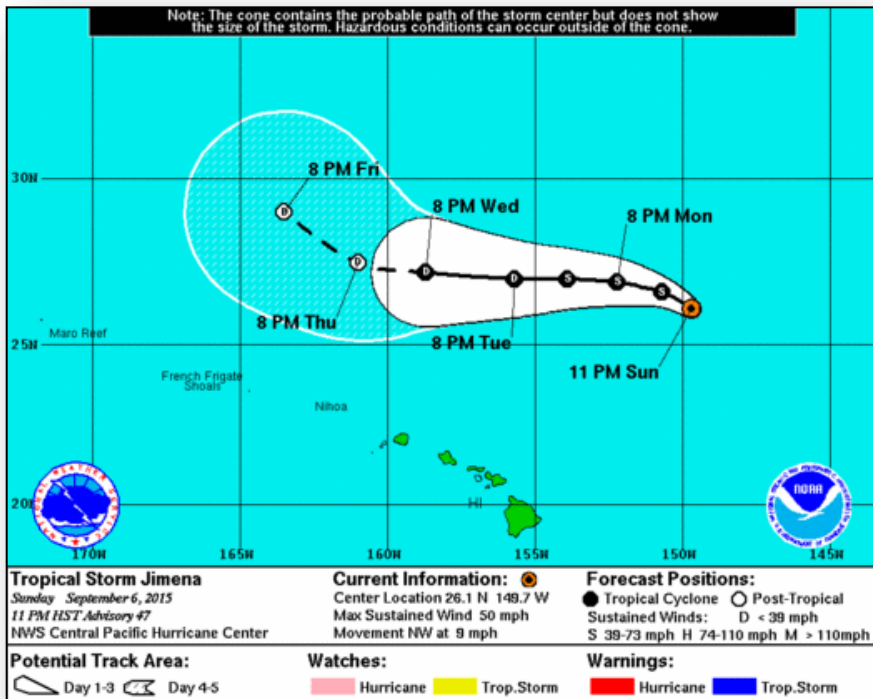 Note: The cone contains the probable path of the storm center but does not show
the size of the storm. Hazardous conditions can occur outside of the cone.
8 PM Fri
30N
8 PM Wed
8 PM Mon
D
D
D
D
S
S
S
8 PM Thu
8 PM Tue
Maro Reef
25N
11 PM Sun
French Frigate
Shoals
Nihoa
NATIONAL WEATHER SERVICE
NOAA
20N
HI
170W
165W
160W
155W
150W
145W
Tropical Storm Jimena
Sunday September 6, 2015
11 PM HST Advisory 47
NWS Central Pacific Hurricane Center
Current Information:
Center Location 26.1 N 149.7 W
Max Sustained Wind 50 mph
Movement NW at 9 mph
Forecast Positions:
Tropical Cyclone Post-Tropical
Sustained Winds: D < 39 mph
S 39-73 mph H 74-110 mph M > 110mph
Potential Track Area:
Day 1-3 Day 4-5
Watches:
Hurricane Trop.Storm
Warnings:
Hurricane Trop.Storm